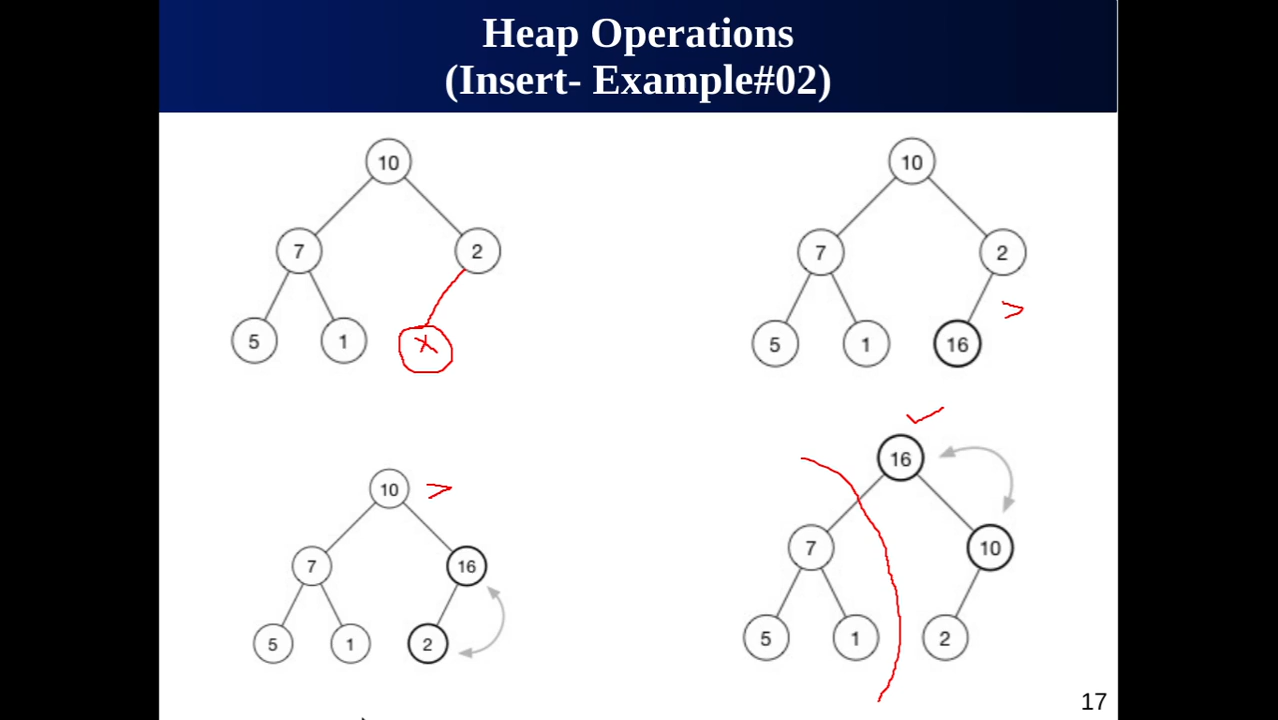 Heap Operations
(Insert- Example#02)
10
7 2
5 1 X
10
7 2
5 1 16
>
10 >
7 16
5 1 2
16
7 10
5 1 2
17